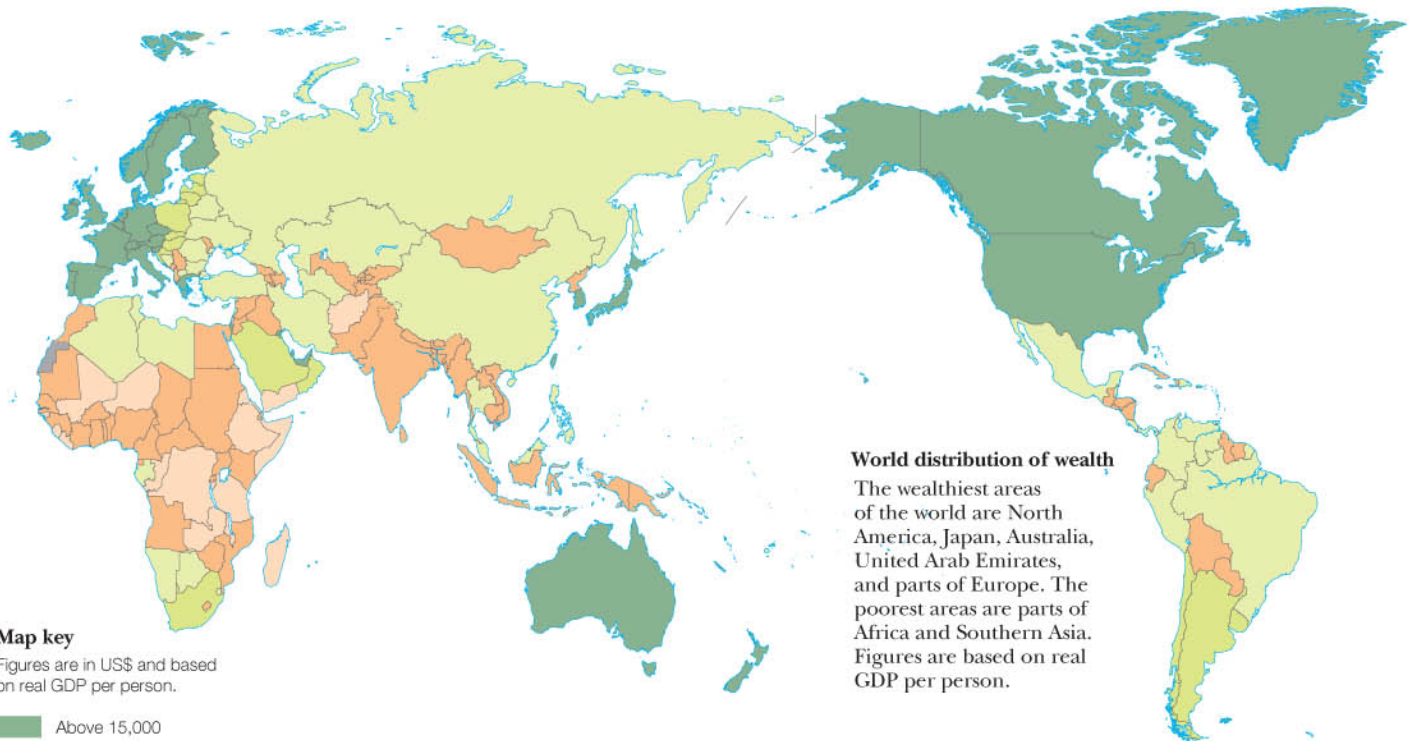 World distribution of wealth
The wealthiest areas
of the world are North
America, Japan, Australia,
United Arab Emirates,
and parts of Europe. The
poorest areas are parts of
Africa and Southern Asia.
Figures are based on real
GDP per person.
Map key
Figures are in US$ and based
on real GDP per person.
Above 15,000